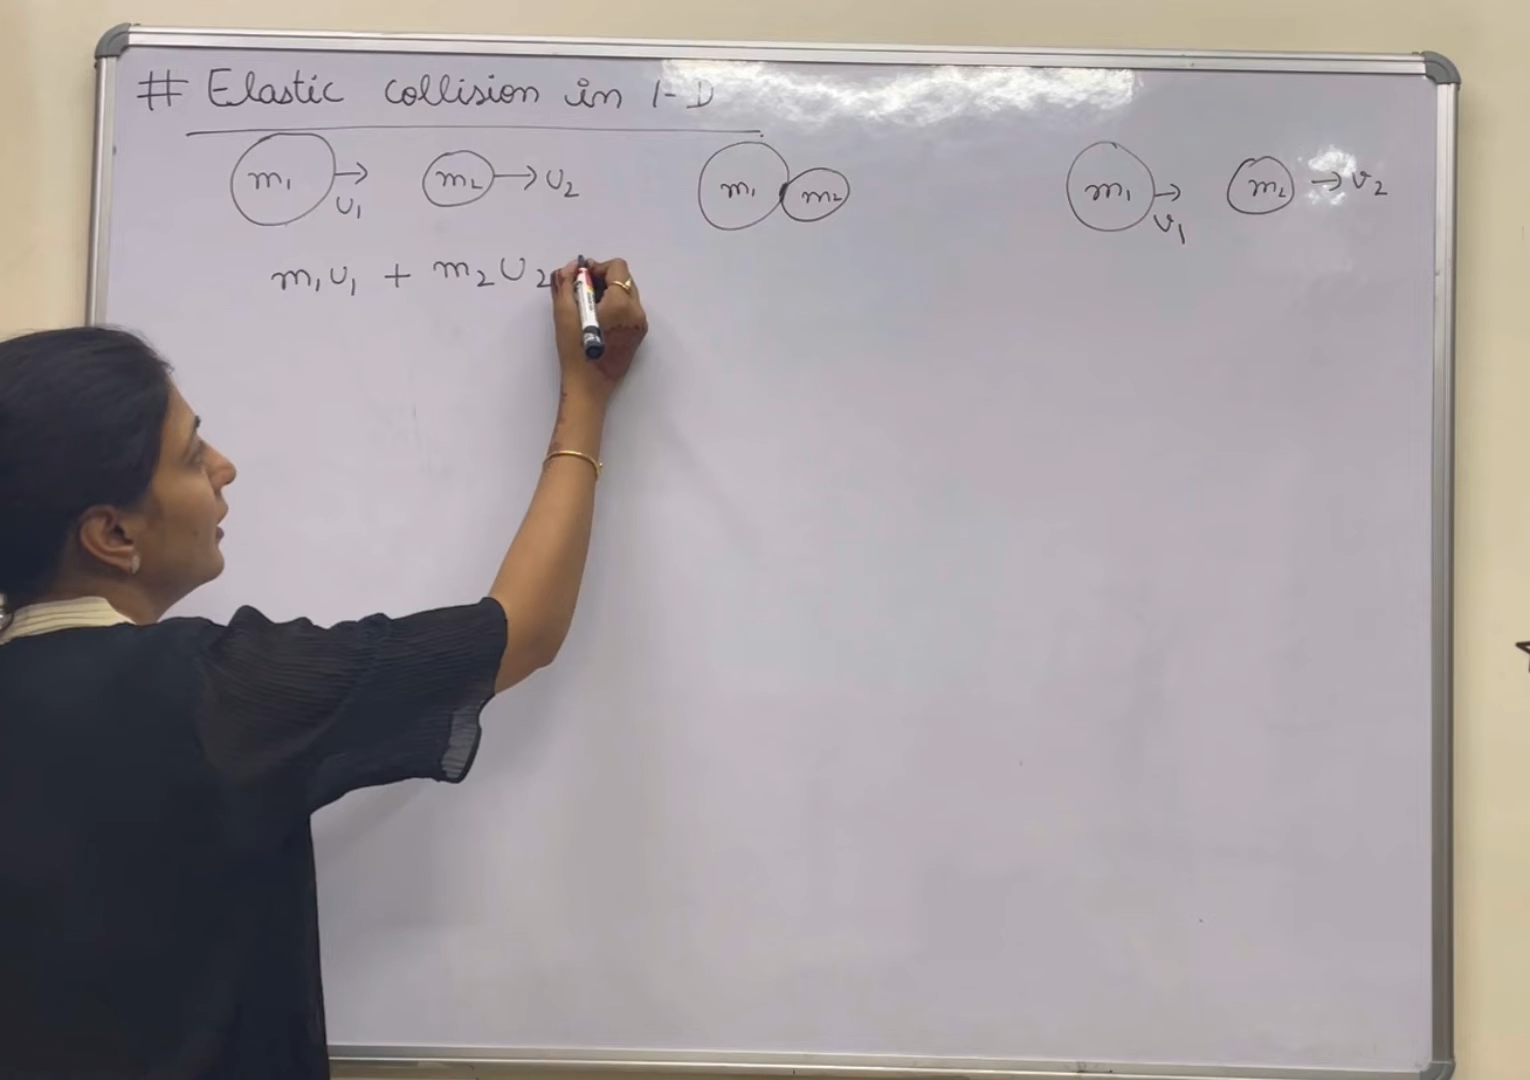 # Elastic collision in 1-D
m₁ → U₁ m₂ → U₂ m₁ m₂ m₁ → v₁ m₂ → v₂
m₁U₁ + m₂U₂